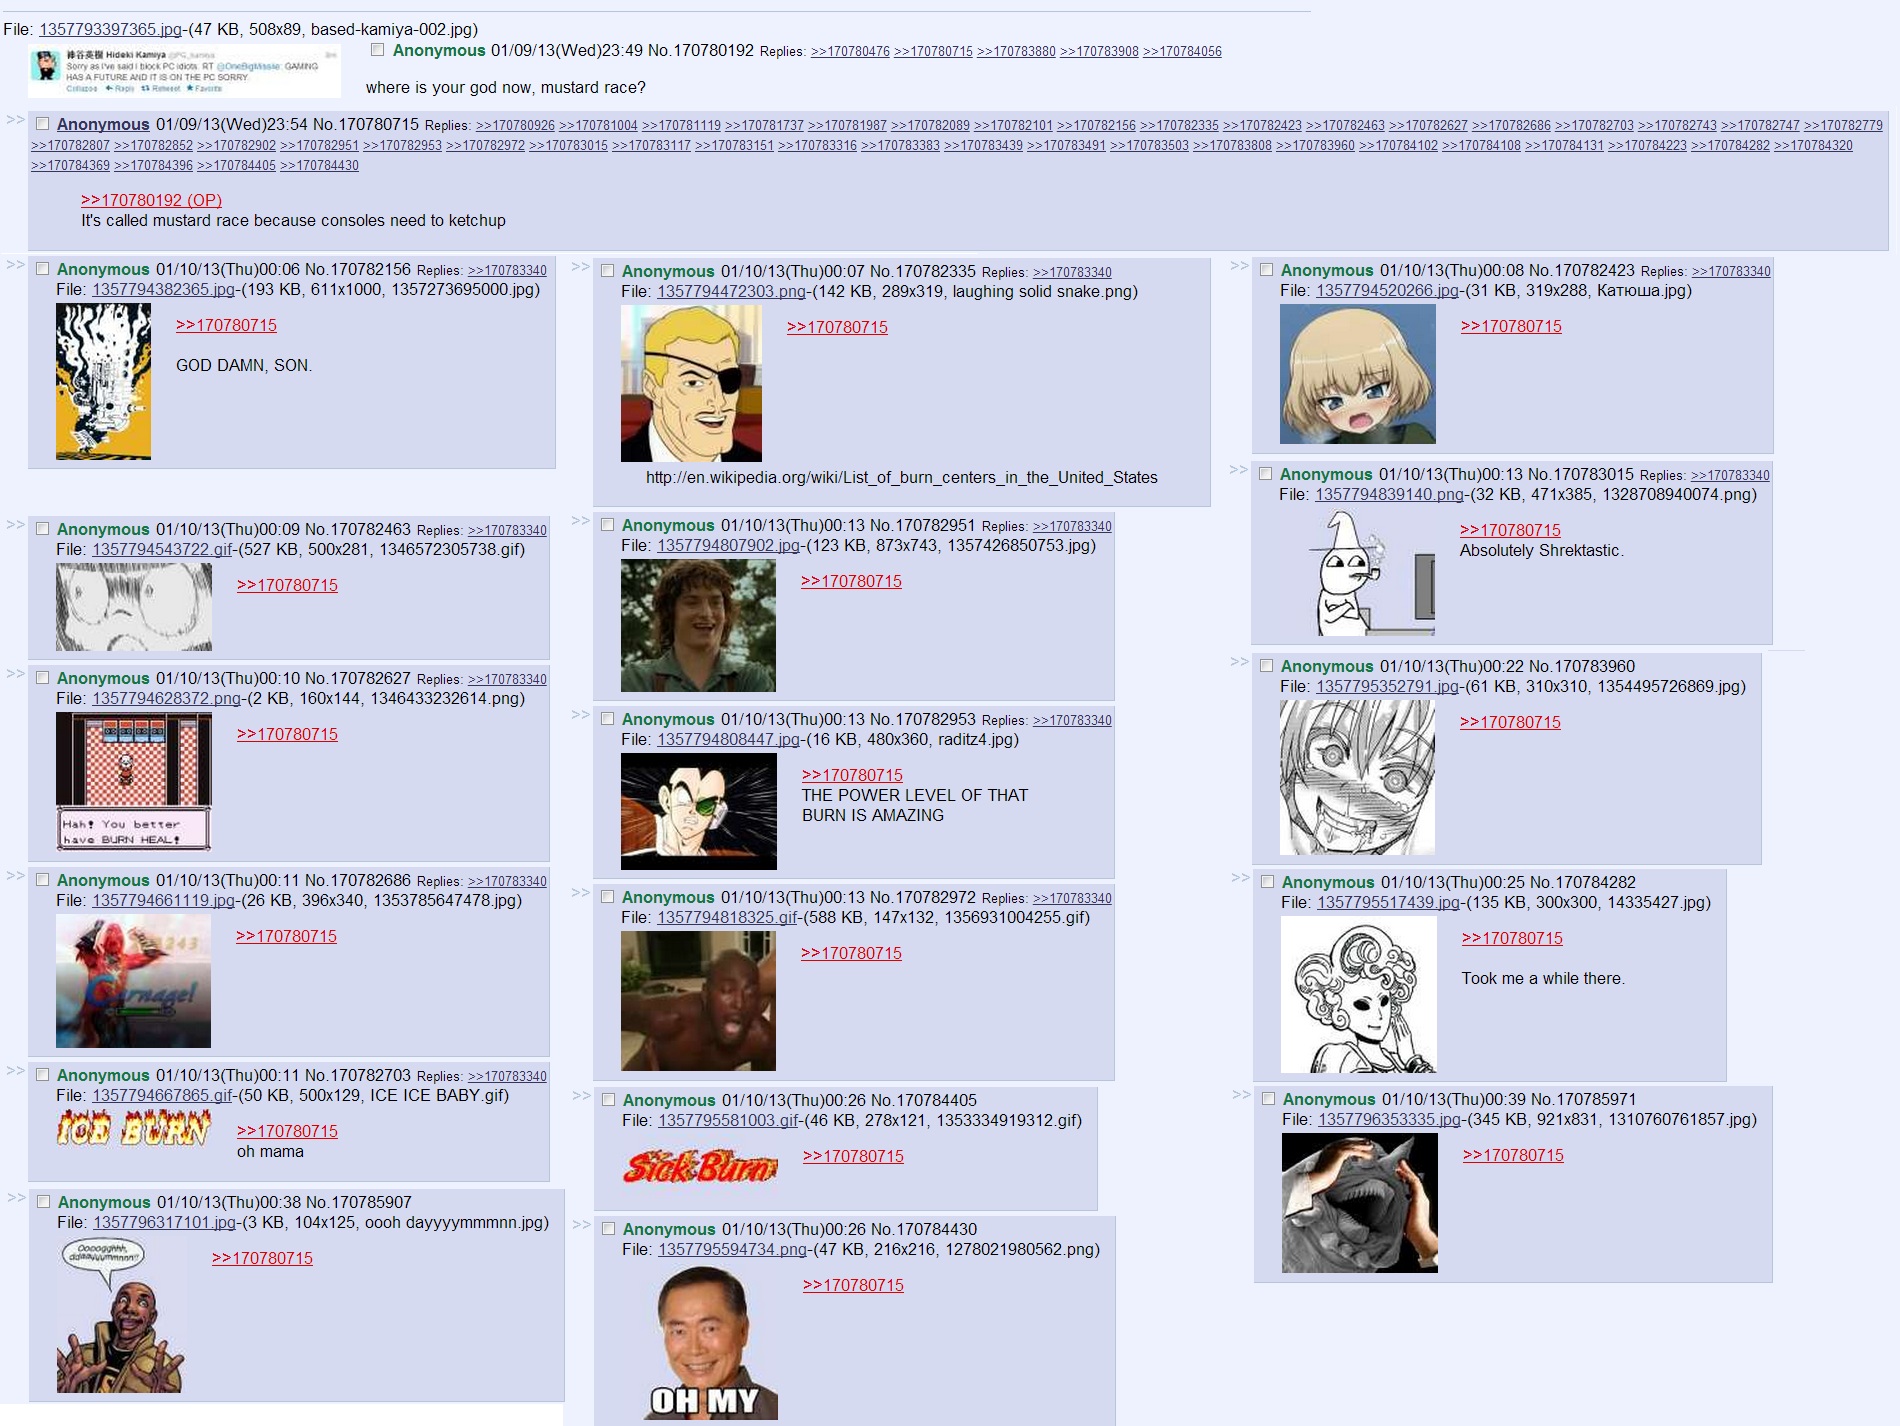 File: 1357793397365.jpg-(47 KB, 508x89, based-kamiya-002.jpg)
神谷英樹 Hideki Kamiya @PG_kamiya 8m
Sorry as I've said I block PC idiots. RT @OneBigMissile: GAMING
HAS A FUTURE AND IT IS ON THE PC SORRY.
Collapse Reply Retweet Favorite
Anonymous 01/09/13(Wed)23:49 No.170780192 Replies: >>170780476 >>170780715 >>170783880 >>170783908 >>170784056
where is your god now, mustard race?
>> Anonymous 01/09/13(Wed)23:54 No.170780715 Replies: >>170780926 >>170781004 >>170781119 >>170781737 >>170781987 >>170782089 >>170782101 >>170782156 >>170782335 >>170782423 >>170782463 >>170782627 >>170782686 >>170782703 >>170782743 >>170782747 >>170782779
>>170782807 >>170782852 >>170782902 >>170782951 >>170782953 >>170782972 >>170783015 >>170783117 >>170783151 >>170783316 >>170783383 >>170783439 >>170783491 >>170783503 >>170783808 >>170783960 >>170784102 >>170784108 >>170784131 >>170784223 >>170784282 >>170784320
>>170784369 >>170784396 >>170784405 >>170784430
>>170780192 (OP)
It's called mustard race because consoles need to ketchup
>> Anonymous 01/10/13(Thu)00:06 No.170782156 Replies: >>170783340
File: 1357794382365.jpg-(193 KB, 611x1000, 1357273695000.jpg)
>>170780715
GOD DAMN, SON.
>> Anonymous 01/10/13(Thu)00:09 No.170782463 Replies: >>170783340
File: 1357794543722.gif-(527 KB, 500x281, 1346572305738.gif)
>>170780715
>> Anonymous 01/10/13(Thu)00:10 No.170782627 Replies: >>170783340
File: 1357794628372.png-(2 KB, 160x144, 1346433232614.png)
>>170780715
Hah! You better
have BURN HEAL!
>> Anonymous 01/10/13(Thu)00:11 No.170782686 Replies: >>170783340
File: 1357794661119.jpg-(26 KB, 396x340, 1353785647478.jpg)
>>170780715
243
Carnage!
>> Anonymous 01/10/13(Thu)00:11 No.170782703 Replies: >>170783340
File: 1357794667865.gif-(50 KB, 500x129, ICE ICE BABY.gif)
ICE BURN
>>170780715
oh mama
>> Anonymous 01/10/13(Thu)00:38 No.170785907
File: 1357796317101.jpg-(3 KB, 104x125, oooh dayyyymmmnn.jpg)
Ooooggghhh,
ddaaayyummnnn!!
>>170780715
>> Anonymous 01/10/13(Thu)00:07 No.170782335 Replies: >>170783340
File: 1357794472303.png-(142 KB, 289x319, laughing solid snake.png)
>>170780715
http://en.wikipedia.org/wiki/List_of_burn_centers_in_the_United_States
>> Anonymous 01/10/13(Thu)00:13 No.170782951 Replies: >>170783340
File: 1357794807902.jpg-(123 KB, 873x743, 1357426850753.jpg)
>>170780715
>> Anonymous 01/10/13(Thu)00:13 No.170782953 Replies: >>170783340
File: 1357794808447.jpg-(16 KB, 480x360, raditz4.jpg)
>>170780715
THE POWER LEVEL OF THAT
BURN IS AMAZING
>> Anonymous 01/10/13(Thu)00:13 No.170782972 Replies: >>170783340
File: 1357794818325.gif-(588 KB, 147x132, 1356931004255.gif)
>>170780715
>> Anonymous 01/10/13(Thu)00:26 No.170784405
File: 1357795581003.gif-(46 KB, 278x121, 1353334919312.gif)
Sick Burn
>>170780715
>> Anonymous 01/10/13(Thu)00:26 No.170784430
File: 1357795594734.png-(47 KB, 216x216, 1278021980562.png)
>>170780715
OH MY
>> Anonymous 01/10/13(Thu)00:08 No.170782423 Replies: >>170783340
File: 1357794520266.jpg-(31 KB, 319x288, Катюша.jpg)
>>170780715
>> Anonymous 01/10/13(Thu)00:13 No.170783015 Replies: >>170783340
File: 1357794839140.png-(32 KB, 471x385, 1328708940074.png)
>>170780715
Absolutely Shrektastic.
>> Anonymous 01/10/13(Thu)00:22 No.170783960
File: 1357795352791.jpg-(61 KB, 310x310, 1354495726869.jpg)
>>170780715
>> Anonymous 01/10/13(Thu)00:25 No.170784282
File: 1357795517439.jpg-(135 KB, 300x300, 14335427.jpg)
>>170780715
Took me a while there.
>> Anonymous 01/10/13(Thu)00:39 No.170785971
File: 1357796353335.jpg-(345 KB, 921x831, 1310760761857.jpg)
>>170780715